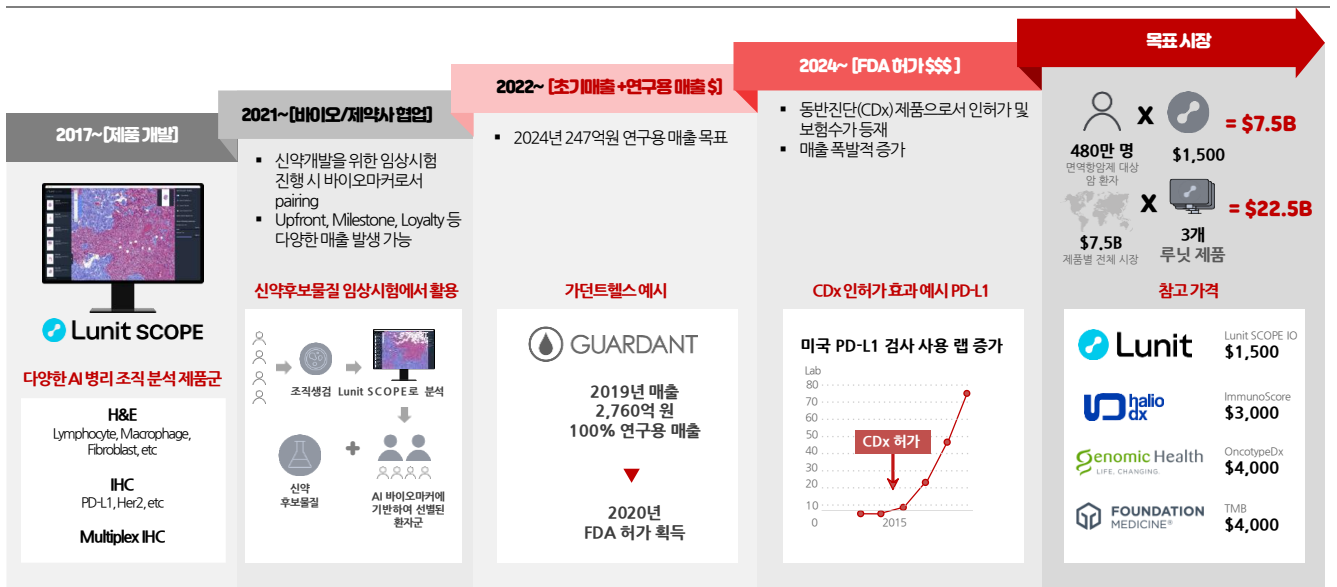 2017~[제품 개발]
Lunit SCOPE
다양한 AI 병리 조직 분석 제품군
H&E
Lymphocyte, Macrophage,
Fibroblast, etc
IHC
PD-L1, Her2, etc
Multiplex IHC
2021~[바이오/제약사 협업]
▪ 신약개발을 위한 임상시험
진행 시 바이오마커로서
pairing
▪ Upfront, Milestone, Loyalty 등
다양한 매출 발생 가능
신약후보물질 임상시험에서 활용
조직생검
Lunit SCOPE로 분석
신약
후보물질
AI 바이오마커에
기반하여 선별된
환자군
2022~ [초기매출 +연구용 매출 $]
▪ 2024년 247억원 연구용 매출 목표
가던트헬스 예시
GUARDANT
2019년 매출
2,760억 원
100% 연구용 매출
2020년
FDA 허가 획득
2024~ [FDA 허가 $$$ ]
▪ 동반진단(CDx) 제품으로서 인허가 및
보험수가 등재
▪ 매출 폭발적 증가
CDx 인허가 효과 예시 PD-L1
미국 PD-L1 검사 사용 랩 증가
Lab
80
70
60
50
40
30
20
10
0
CDx 허가
2015
목표 시장
X
= $7.5B
480만 명
면역항암제 대상
암 환자
$1,500
X
= $22.5B
$7.5B
제품별 전체 시장
3개
루닛 제품
참고 가격
Lunit
Lunit SCOPE IO
$1,500
halio
dx
ImmunoScore
$3,000
Genomic Health
LIFE, CHANGING.
OncotypeDx
$4,000
FOUNDATION
MEDICINE®
TMB
$4,000